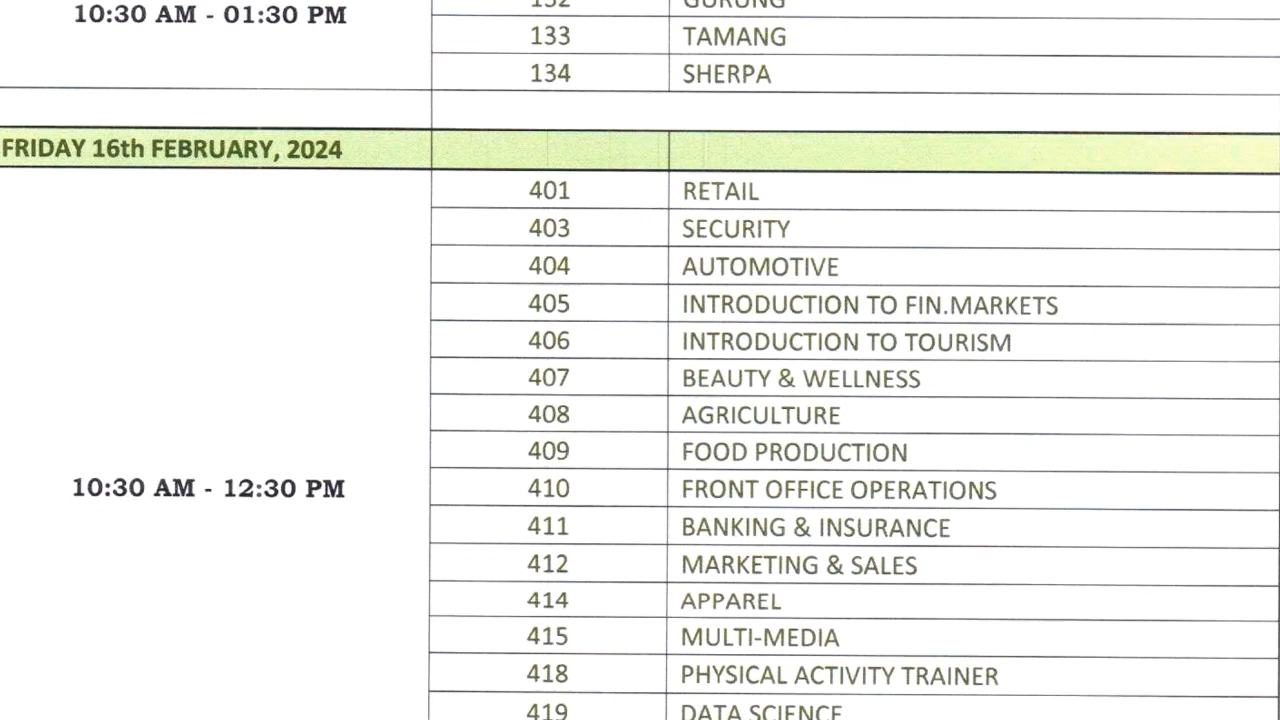 10:30 AM - 01:30 PM
132 GURUNG
133 TAMANG
134 SHERPA
FRIDAY 16th FEBRUARY, 2024
401 RETAIL
403 SECURITY
404 AUTOMOTIVE
405 INTRODUCTION TO FIN.MARKETS
406 INTRODUCTION TO TOURISM
407 BEAUTY & WELLNESS
408 AGRICULTURE
409 FOOD PRODUCTION
10:30 AM - 12:30 PM
410 FRONT OFFICE OPERATIONS
411 BANKING & INSURANCE
412 MARKETING & SALES
414 APPAREL
415 MULTI-MEDIA
418 PHYSICAL ACTIVITY TRAINER
419 DATA SCIENCE